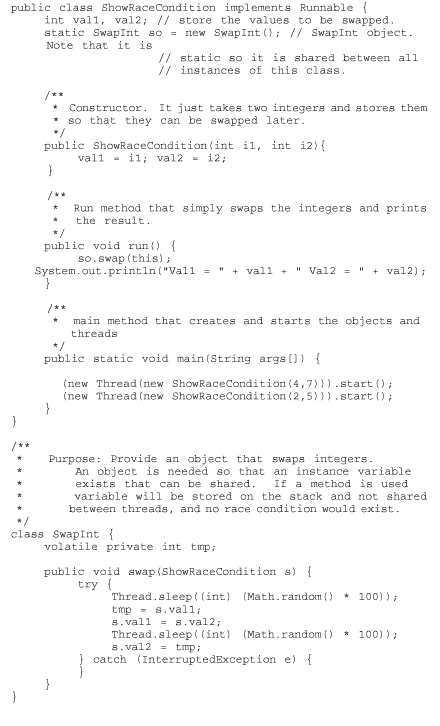 public class ShowRaceCondition implements Runnable {
int val1, val2; // store the values to be swapped.
static SwapInt so = new SwapInt(); // SwapInt object.
Note that it is
// static so it is shared between all
// instances of this class.
/**
* Constructor. It just takes two integers and stores them
* so that they can be swapped later.
*/
public ShowRaceCondition(int i1, int i2){
val1 = i1; val2 = i2;
}
/**
* Run method that simply swaps the integers and prints
* the result.
*/
public void run() {
so.swap(this);
System.out.println("Val1 = " + val1 + " Val2 = " + val2);
}
/**
* main method that creates and starts the objects and
threads
*/
public static void main(String args[]) {
(new Thread(new ShowRaceCondition(4,7))).start();
(new Thread(new ShowRaceCondition(2,5))).start();
}
}
/**
* Purpose: Provide an object that swaps integers.
* An object is needed so that an instance variable
* exists that can be shared. If a method is used
* variable will be stored on the stack and not shared
* between threads, and no race condition would exist.
*/
class SwapInt {
volatile private int tmp;
public void swap(ShowRaceCondition s) {
try {
Thread.sleep((int) (Math.random() * 100));
tmp = s.val1;
s.val1 = s.val2;
Thread.sleep((int) (Math.random() * 100));
s.val2 = tmp;
} catch (InterruptedException e) {
}
}
}